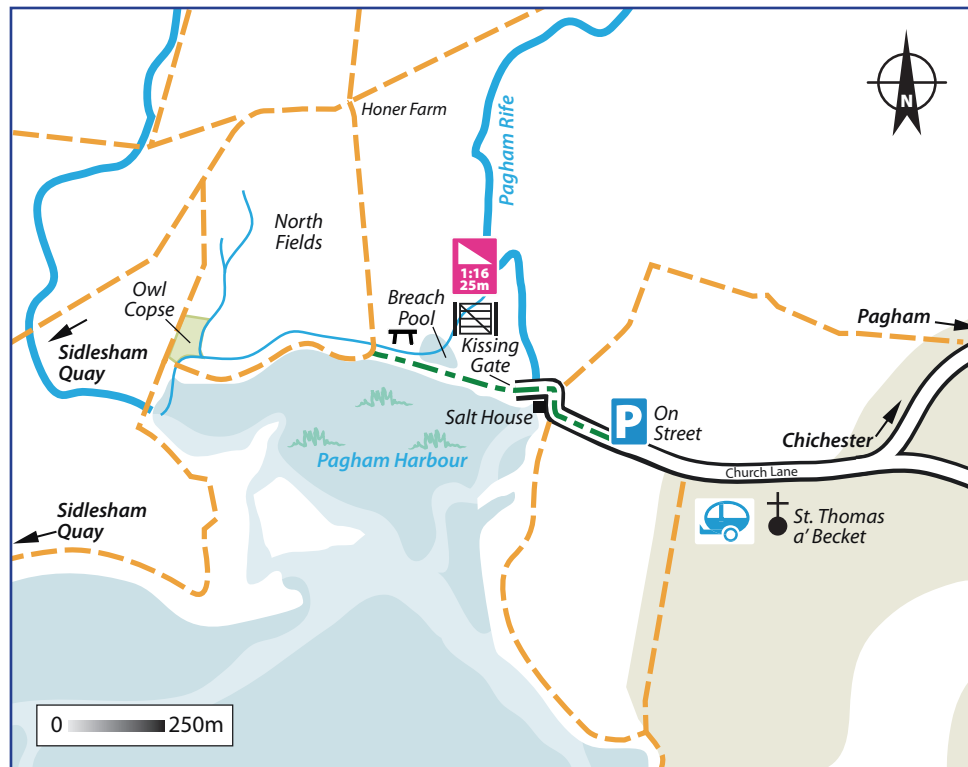 Honer Farm
N
Pagham Rife
North
Fields
1:16
25m
Owl
Copse
Breach
Pool
Pagham
Sidlesham
Quay
Kissing
Gate
P
On
Street
Salt House
Chichester
Pagham Harbour
Church Lane
Sidlesham
Quay
St. Thomas
a' Becket
0 250m